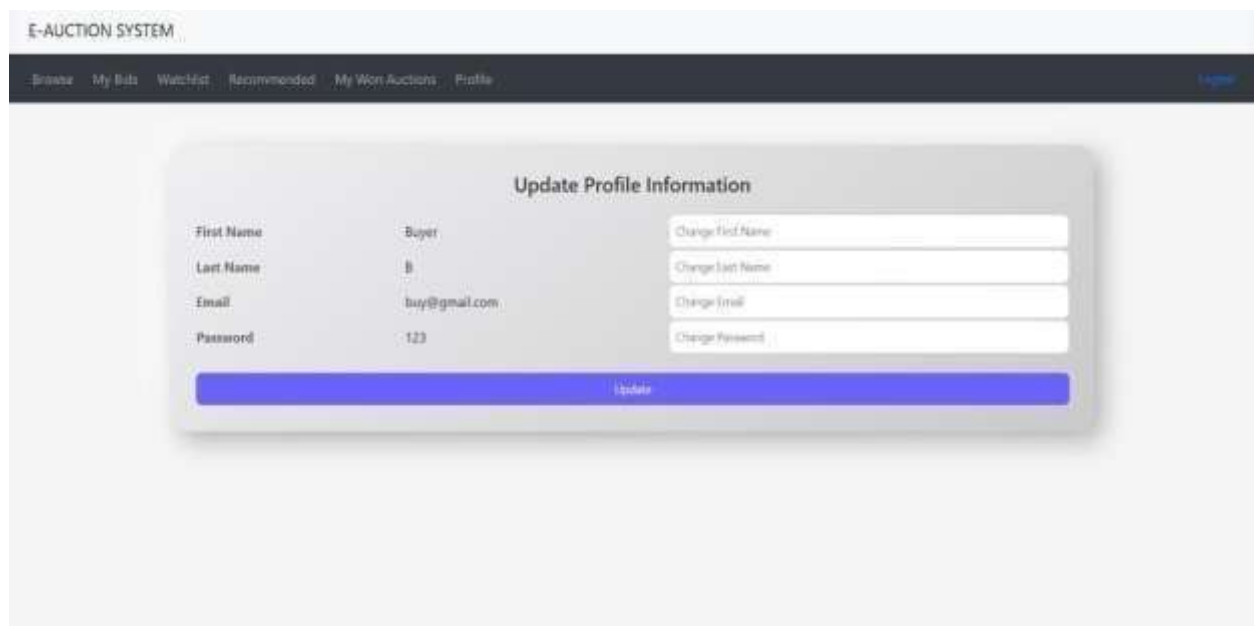 E-AUCTION SYSTEM
Browse My Bids Watchlist Recommended My Won Auctions Profile Logout
Update Profile Information
First Name Buyer Change First Name
Last Name B Change Last Name
Email buy@gmail.com Change Email
Password 123 Change Password
Update